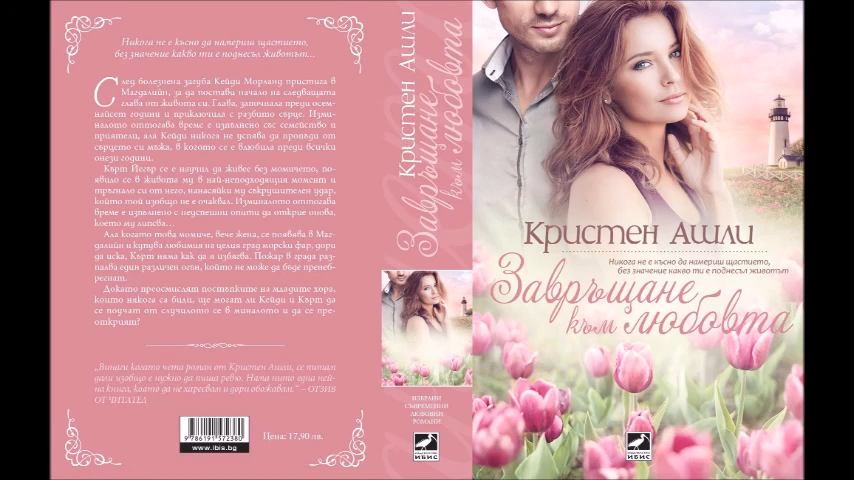 Никога не е късно да намериш щастието,
без значение какво ти е поднесъл животът...
След болезнена загуба Кейди Морланд пристига в
Магдалийн, за да постави начало на следващата
глава от живота си. Глава, започнала преди осем-
найсет години и приключила с разбито сърце. Изми-
налото оттогава време е изпълнено със семейство и
приятели, ала Кейди никога не успява да пропъди от
сърцето си мъжа, в когото се е влюбила преди всички
онези години.
Кърт Йегър се е научил да живее без момичето, по-
явило се в живота му в най-неподходящия момент и
тръгнало си от него, нанасяйки му съкрушителен удар,
който той изобщо не е очаквал. Изминалото оттогава
време е изпълнено с неуспешни опити да открие онова,
което му липсва...
Ала когато това момиче, вече жена, се появява в Маг-
далийн и купува любимия на целия град морски фар, дори
да иска, Кърт няма как да я избягва. Пожар в града раз-
палва един различен огън, който не може да бъде пренеб-
регнат.
Докато преосмислят постъпките на младите хора,
които някога са били, ще могат ли Кейди и Кърт да
се поучат от случилото се в миналото и да се пре-
открият?
„Винаги когато чета роман от Кристен Ашли, се питам
дали изобщо е нужно да пиша ревю. Няма нито една ней-
на книга, която да не харесвам и дори обожавам.“ – ОТЗИВ
ОТ ЧИТАТЕЛ
9 786191 572380
www.ibis.bg
Цена: 17,90 лв.
Кристен Ашли
Завръщане
към любовта
ИЗБРАНИ
СЪВРЕМЕННИ
ЛЮБОВНИ
РОМАНИ
ИБИС
Кристен Ашли
Никога не е късно да намериш щастието,
без значение какво ти е поднесъл животът
Завръщане
към любовта
ИБИС